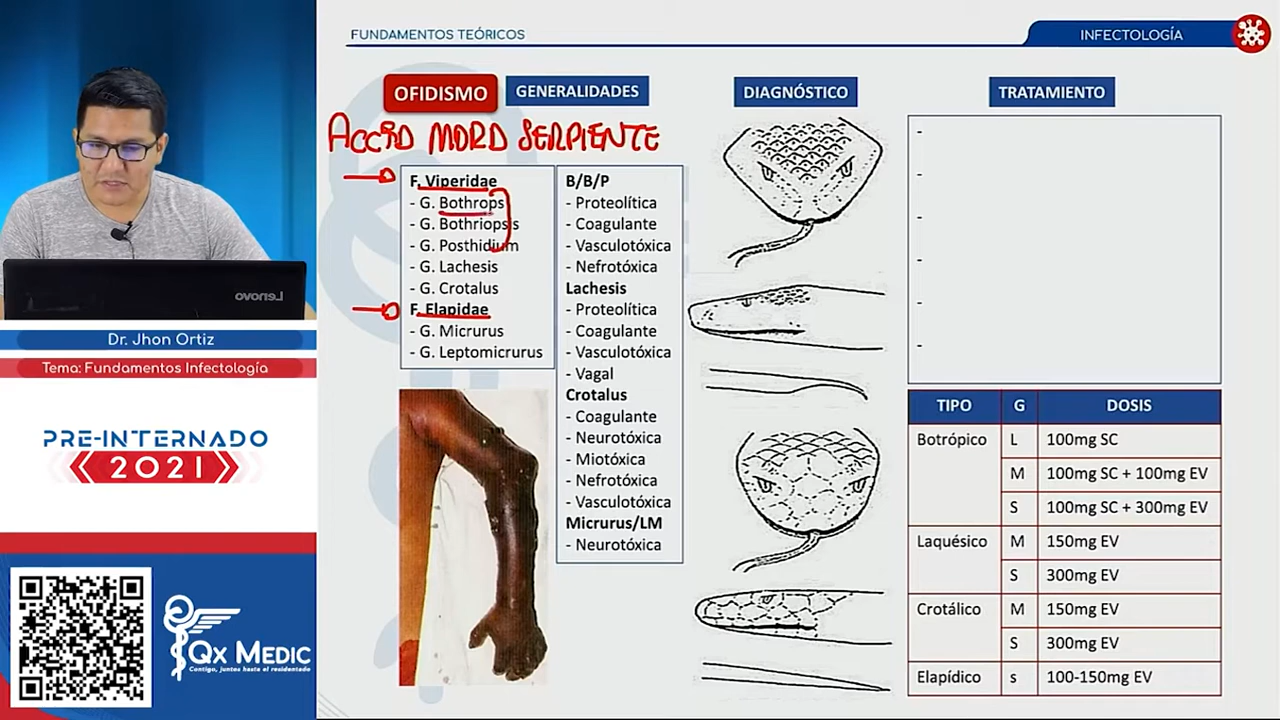 FUNDAMENTOS TEÓRICOS
INFECTOLOGÍA
OFIDISMO
GENERALIDADES
DIAGNÓSTICO
TRATAMIENTO
MORD SERPIENTE
F. Viperidae
- G. Bothrops
- G. Bothriopsis
- G. Posthidium
- G. Lachesis
- G. Crotalus
F. Elapidae
- G. Micrurus
- G. Leptomicrurus
B/B/P
- Proteolítica
- Coagulante
- Vasculotóxica
- Nefrotóxica
Lachesis
- Proteolítica
- Coagulante
- Vasculotóxica
- Vagal
Crotalus
- Coagulante
- Neurotóxica
- Miotóxica
- Nefrotóxica
- Vasculotóxica
Micrurus/LM
- Neurotóxica
-
-
-
-
-
-
TIPO G DOSIS
Botrópico L 100mg SC
M 100mg SC + 100mg EV
S 100mg SC + 300mg EV
Laquésico M 150mg EV
S 300mg EV
Crotálico M 150mg EV
S 300mg EV
Elapídico s 100-150mg EV
lenovo
Dr. Jhon Ortiz
Tema: Fundamentos Infectología
PRE-INTERNADO
2021
QX MEDIC
Contigo, juntos hasta el residentado